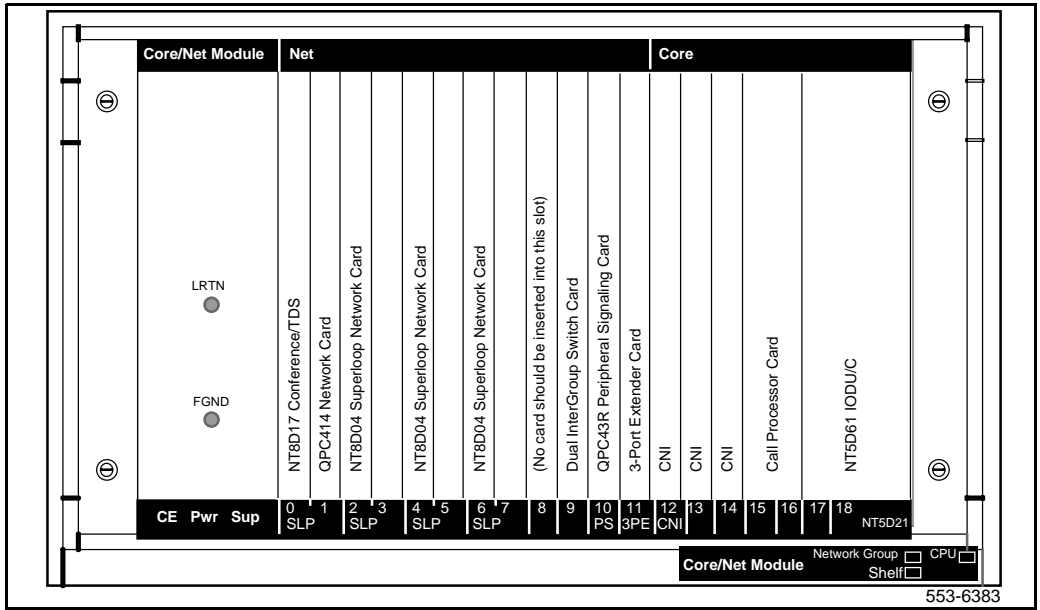 Core/Net Module Net Core
LRTN
FGND
NT8D17 Conference/TDS
QPC414 Network Card
NT8D04 Superloop Network Card
NT8D04 Superloop Network Card
NT8D04 Superloop Network Card
(No card should be inserted into this slot)
Dual InterGroup Switch Card
QPC43R Peripheral Signaling Card
3-Port Extender Card
CNI
CNI
CNI
Call Processor Card
NT5D61 IODU/C
CE Pwr Sup
0 1 2 3 4 5 6 7 8 9 10 11 12 13 14 15 16 17 18
SLP SLP SLP SLP PS 3PE CNI NT5D21
Core/Net Module Network Group CPU
Shelf
553-6383